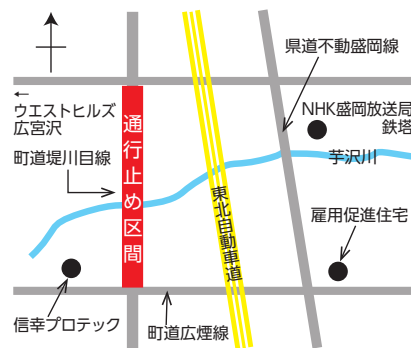 県道不動盛岡線
←
ウエストヒルズ
広宮沢
NHK盛岡放送局
鉄塔
通行止め区間
町道堤川目線
芋沢川
東北自動車道
雇用促進住宅
信幸プロテック
町道広煙線